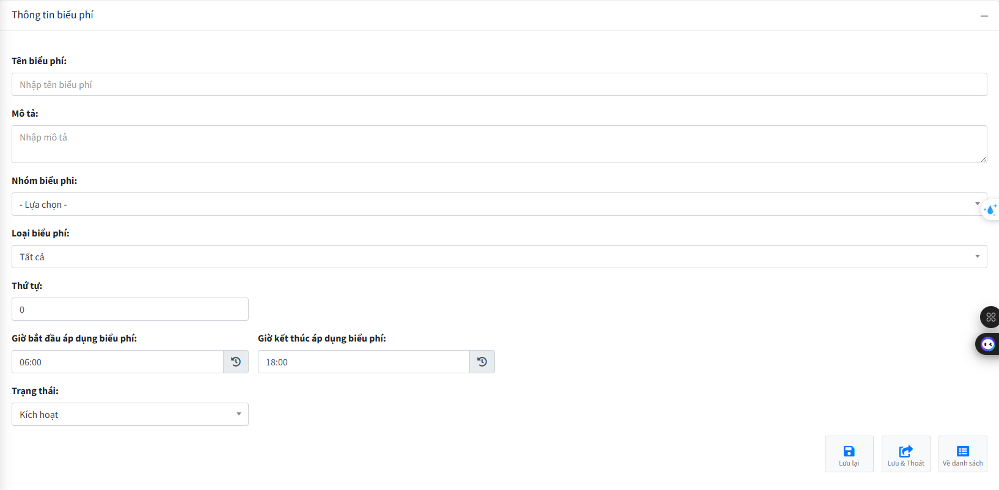 Thông tin biểu phí
Tên biểu phí:
Nhập tên biểu phí
Mô tả:
Nhập mô tả
Nhóm biểu phi:
- Lựa chọn -
Loại biểu phí:
Tất cả
Thứ tự:
0
Giờ bắt đầu áp dụng biểu phí: Giờ kết thúc áp dụng biểu phí:
06:00 18:00
Trạng thái:
Kích hoạt
Lưu lại Lưu & Thoát Về danh sách